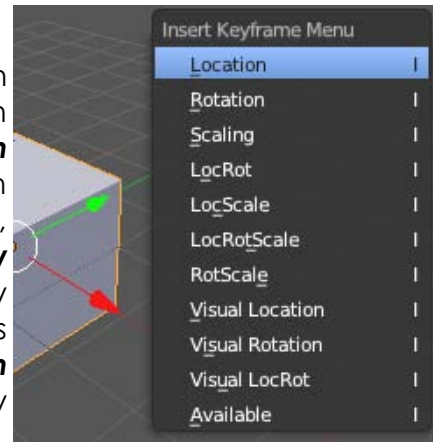 Insert Keyframe Menu
Location I
Rotation I
Scaling I
LocRot I
LocScale I
LocRotScale I
RotScale I
Visual Location I
Visual Rotation I
Visual LocRot I
Available I